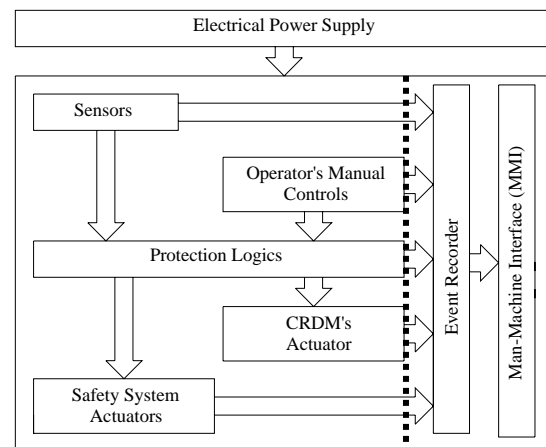 Electrical Power Supply
Sensors
Operator's Manual
Controls
Protection Logics
CRDM's
Actuator
Safety System
Actuators
Event Recorder
Man-Machine Interface (MMI)